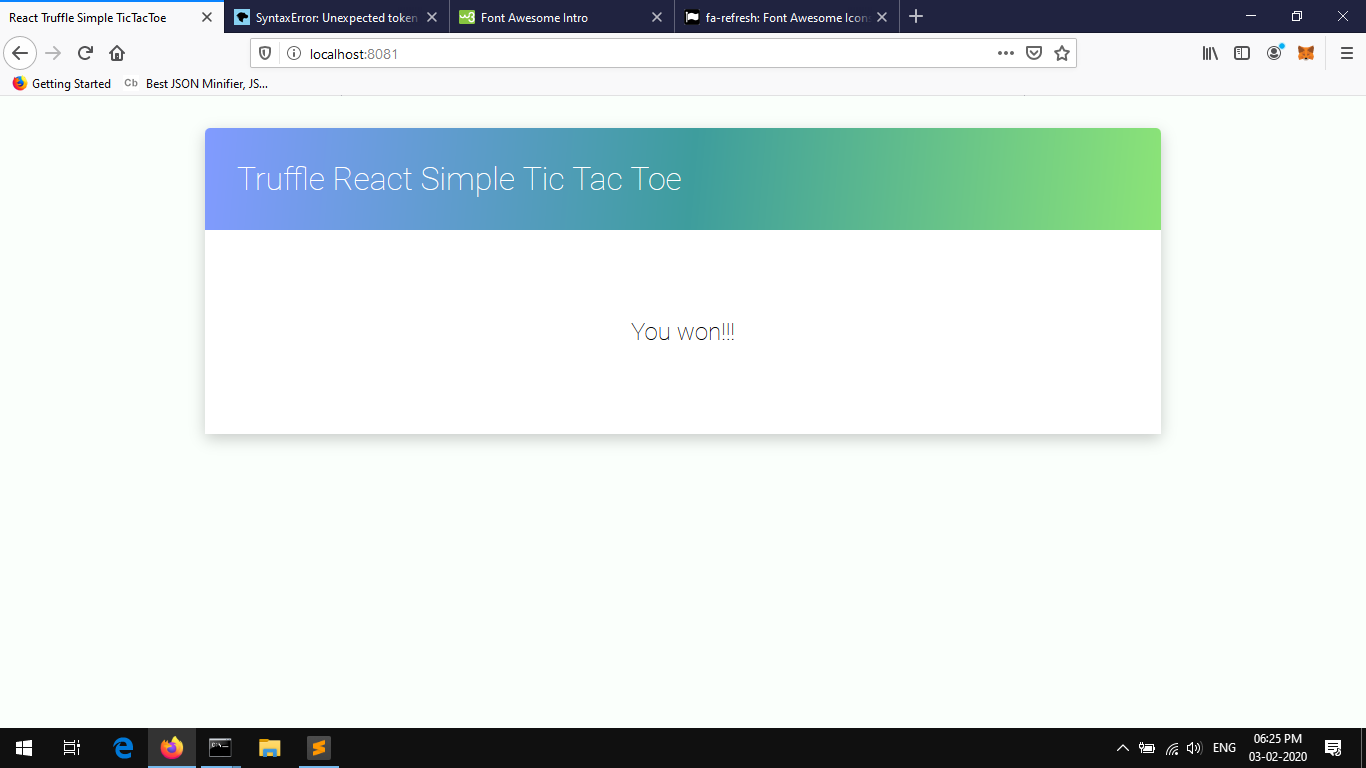 React Truffle Simple TicTacToe
SyntaxError: Unexpected token
Font Awesome Intro
fa-refresh: Font Awesome Icon
localhost:8081
Getting Started
Cb
Best JSON Minifier, JS...
Truffle React Simple Tic Tac Toe
You won!!!
ENG
06:25 PM
03-02-2020